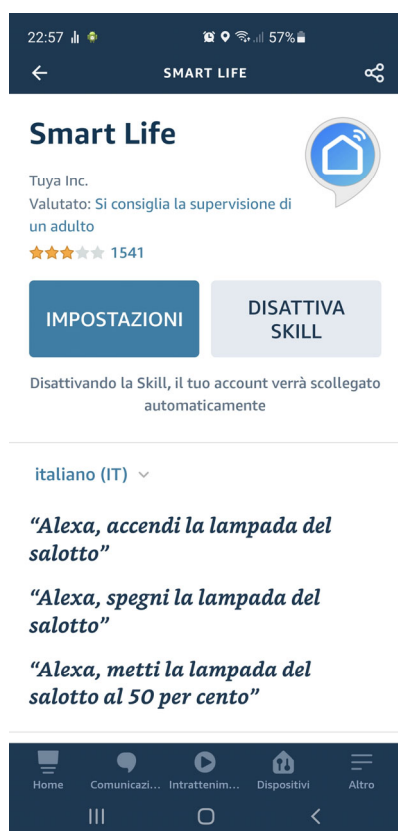 22:57 57%
SMART LIFE
Smart Life
Tuya Inc.
Valutato: Si consiglia la supervisione di
un adulto
1541
IMPOSTAZIONI
DISATTIVA
SKILL
Disattivando la Skill, il tuo account verrà scollegato
automaticamente
italiano (IT)
“Alexa, accendi la lampada del
salotto”
“Alexa, spegni la lampada del
salotto”
“Alexa, metti la lampada del
salotto al 50 per cento”
Home Comunicazi... Intrattenim... Dispositivi Altro